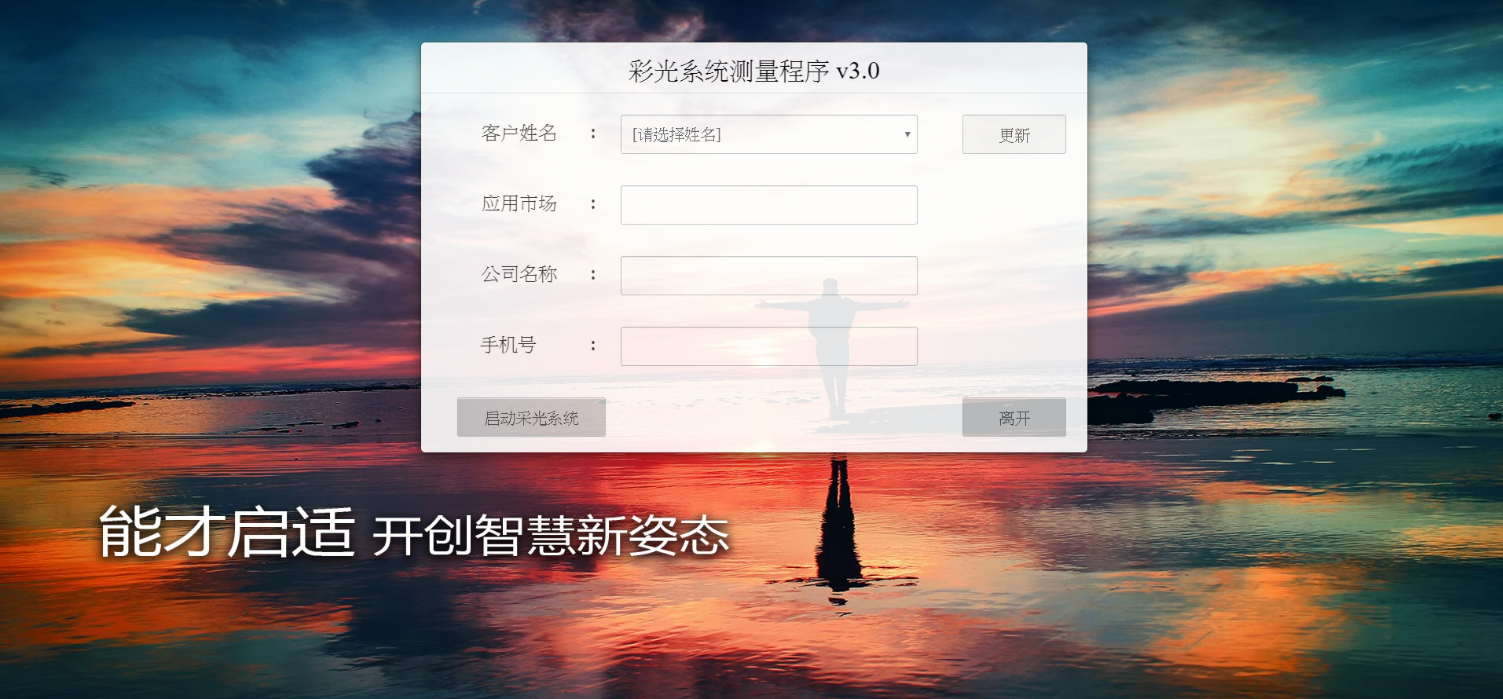 彩光系统测量程序 v3.0
客户姓名 : [请选择姓名] 更新
应用市场 :
公司名称 :
手机号 :
启动采光系统 离开
能才启适 开创智慧新姿态